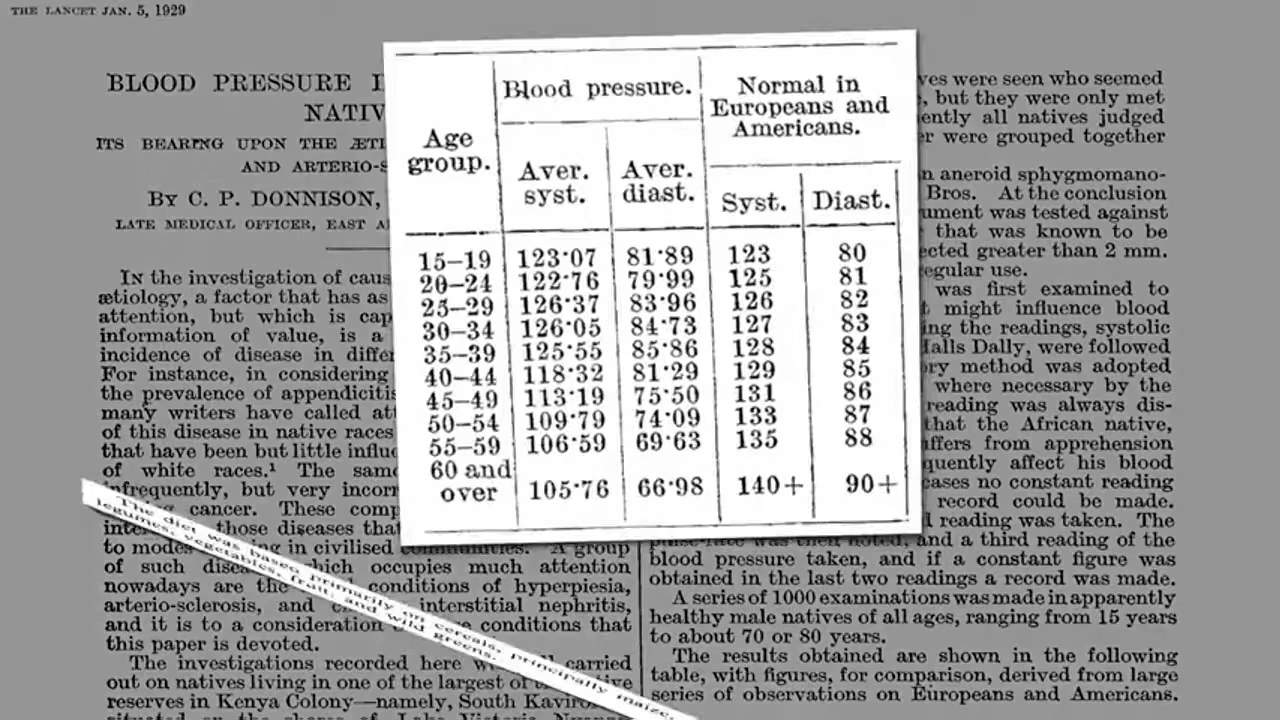 THE LANCET JAN. 5, 1929
BLOOD PRESSURE
NATIV
ITS BEARING UPON THE ÆTI
AND ARTERIO-S
BY C. P. DONNISON,
LATE MEDICAL OFFICER, EAST A
IN the investigation of caus
ætiology, a factor that has as
attention, but which is cap
information of value, is a
incidence of disease in differ
For instance, in considering
the prevalence of appendicitis
many writers have called att
of this disease in native races
that have been but little influe
of white races.¹ The same
infrequently, but very incorr
cancer. These comp
those diseases that
to modes in civilised communities. A group
of such which occupies much attention
nowadays are the conditions of hyperpiesia,
arterio-sclerosis, and interstitial nephritis,
and it is to a consideration conditions that
this paper is devoted.
The investigations recorded here carried
out on natives living in one of the largest of
reserves in Kenya Colony—namely, South Kaviro
situated on the shores of Lake Victoria
Age group.
Blood pressure.
Normal in Europeans and Americans.
Aver. syst. Aver. diast. Syst. Diast.
15–19 123·07 81·89 123 80
20–24 122·76 79·99 125 81
25–29 126·37 83·96 126 82
30–34 126·05 84·73 127 83
35–39 125·55 85·86 128 84
40–44 118·32 81·29 129 85
45–49 113·19 75·50 131 86
50–54 109·79 74·09 133 87
55–59 106·59 69·63 135 88
60 and over 105·76 66·98 140+ 90+
ves were seen who seemed
, but they were only met
ently all natives judged
r were grouped together
n aneroid sphygmomano-
Bros. At the conclusion
ument was tested against
that was known to be
ected greater than 2 mm.
egular use.
was first examined to
t might influence blood
ing the readings, systolic
Halls Dally, were followed
ory method was adopted
where necessary by the
reading was always dis-
that the African native,
uffers from apprehension
quently affect his blood
cases no constant reading
record could be made.
reading was taken. The
pulse-rate was then noted, and a third reading of the
blood pressure taken, and if a constant figure was
obtained in the last two readings a record was made.
A series of 1000 examinations was made in apparently
healthy male natives of all ages, ranging from 15 years
to about 70 or 80 years.
The results obtained are shown in the following
table, with figures, for comparison, derived from large
series of observations on Europeans and Americans.
The diet was based primarily on cereals, principally maize,
legumes, vegetables, fruit, and wild greens.